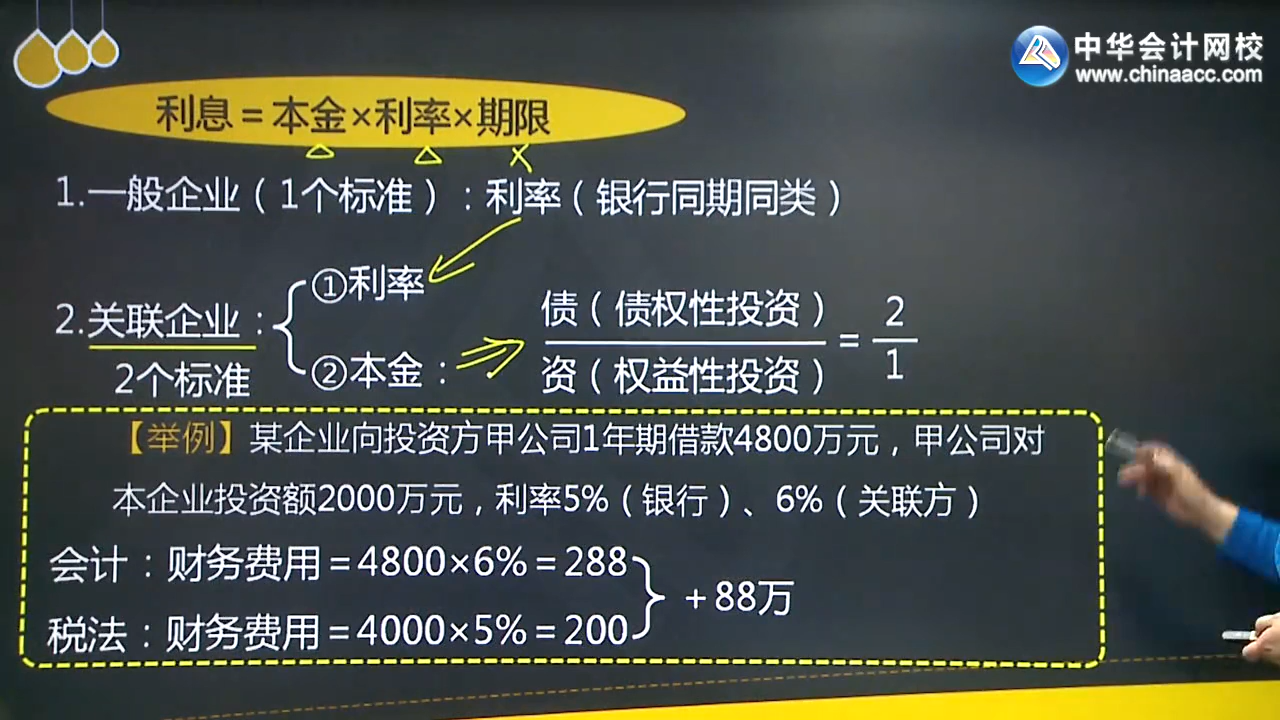 中华会计网校
www.chinaacc.com
利息=本金×利率×期限
1.一般企业（1个标准）:利率（银行同期同类）
2.关联企业:
2个标准
①利率
②本金:
债（债权性投资）
资（权益性投资）
=
2
1
【举例】某企业向投资方甲公司1年期借款4800万元，甲公司对
本企业投资额2000万元，利率5%（银行）、6%（关联方）
会计：财务费用=4800×6%=288
税法：财务费用=4000×5%=200
+88万